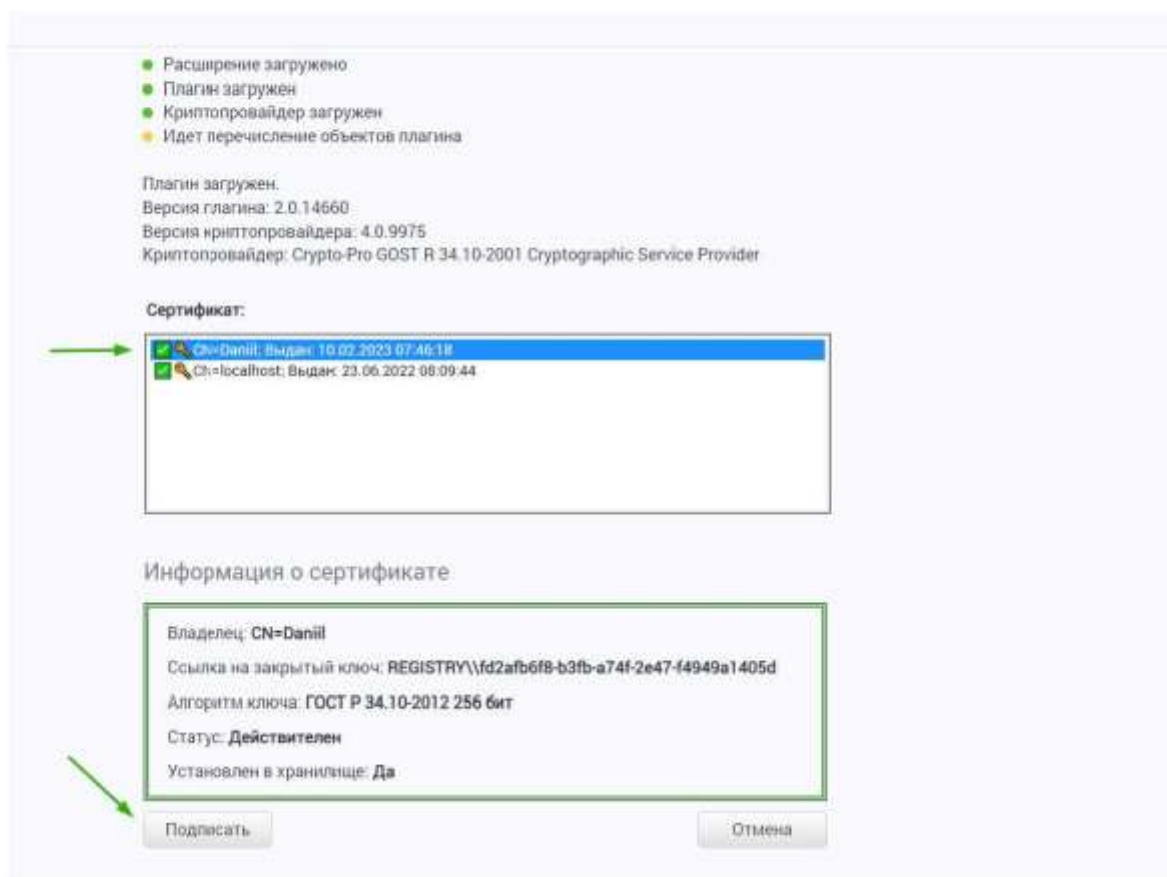 Расширение загружено
Плагин загружен
Криптопровайдер загружен
Идет перечисление объектов плагина
Плагин загружен.
Версия плагина: 2.0.14660
Версия криптопровайдера: 4.0.9975
Криптопровайдер: Crypto-Pro GOST R 34.10-2001 Cryptographic Service Provider
Сертификат:
CN=Daniil; Выдан: 10.02.2023 07:46:18
CN=localhost; Выдан: 23.06.2022 08:09:44
Информация о сертификате
Владелец: CN=Daniil
Ссылка на закрытый ключ: REGISTRY\\fd2afb6f8-b3fb-a74f-2e47-f4949a1405d
Алгоритм ключа: ГОСТ Р 34.10-2012 256 бит
Статус: Действителен
Установлен в хранилище: Да
Подписать
Отмена